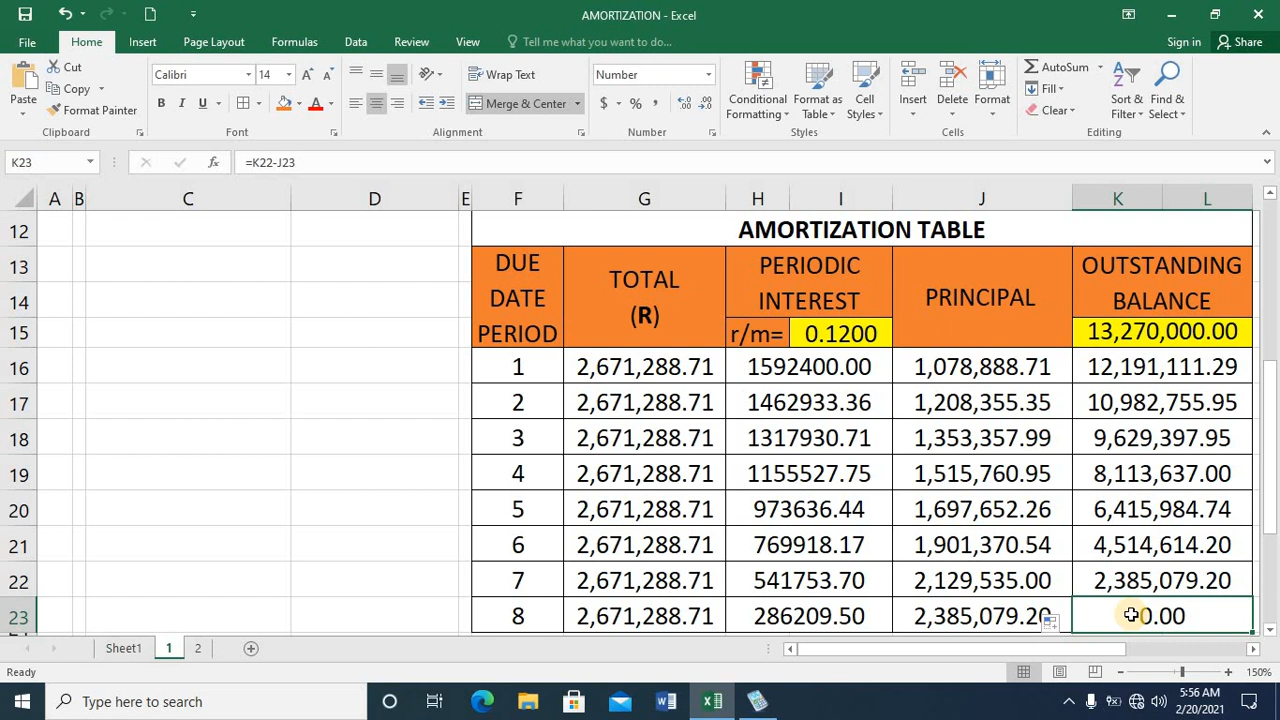 AMORTIZATION - Excel
File Home Insert Page Layout Formulas Data Review View Tell me what you want to do... Sign in Share
Paste Cut Copy Format Painter Clipboard
Calibri 14 A A B I U A Font
Wrap Text Merge & Center Alignment
Number $ % , Number
Conditional Formatting Format as Table Cell Styles Styles
Insert Delete Format Cells
AutoSum Fill Clear Sort & Filter Find & Select Editing
K23 fx =K22-J23
A B C D E F G H I J K L
12 AMORTIZATION TABLE
13 DUE PERIODIC OUTSTANDING
14 DATE TOTAL (R) INTEREST PRINCIPAL BALANCE
15 PERIOD r/m= 0.1200 13,270,000.00
16 1 2,671,288.71 1592400.00 1,078,888.71 12,191,111.29
17 2 2,671,288.71 1462933.36 1,208,355.35 10,982,755.95
18 3 2,671,288.71 1317930.71 1,353,357.99 9,629,397.95
19 4 2,671,288.71 1155527.75 1,515,760.95 8,113,637.00
20 5 2,671,288.71 973636.44 1,697,652.26 6,415,984.74
21 6 2,671,288.71 769918.17 1,901,370.54 4,514,614.20
22 7 2,671,288.71 541753.70 2,129,535.00 2,385,079.20
23 8 2,671,288.71 286209.50 2,385,079.20 0.00
Sheet1 1 2
Ready 150%
Type here to search 5:56 AM
2/20/2021